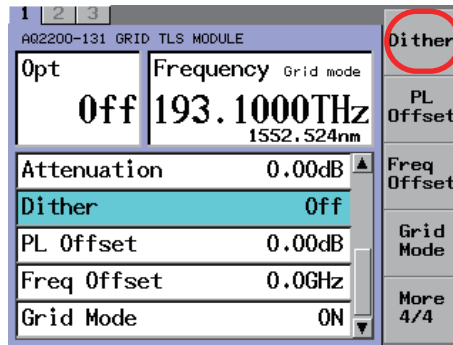 1 2 3
AQ2200-131 GRID TLS MODULE
Opt
Off
Frequency Grid mode
193.1000THz
1552.524nm
Attenuation 0.00dB
Dither Off
PL Offset 0.00dB
Freq Offset 0.0GHz
Grid Mode ON
Dither
PL
Offset
Freq
Offset
Grid
Mode
More
4/4